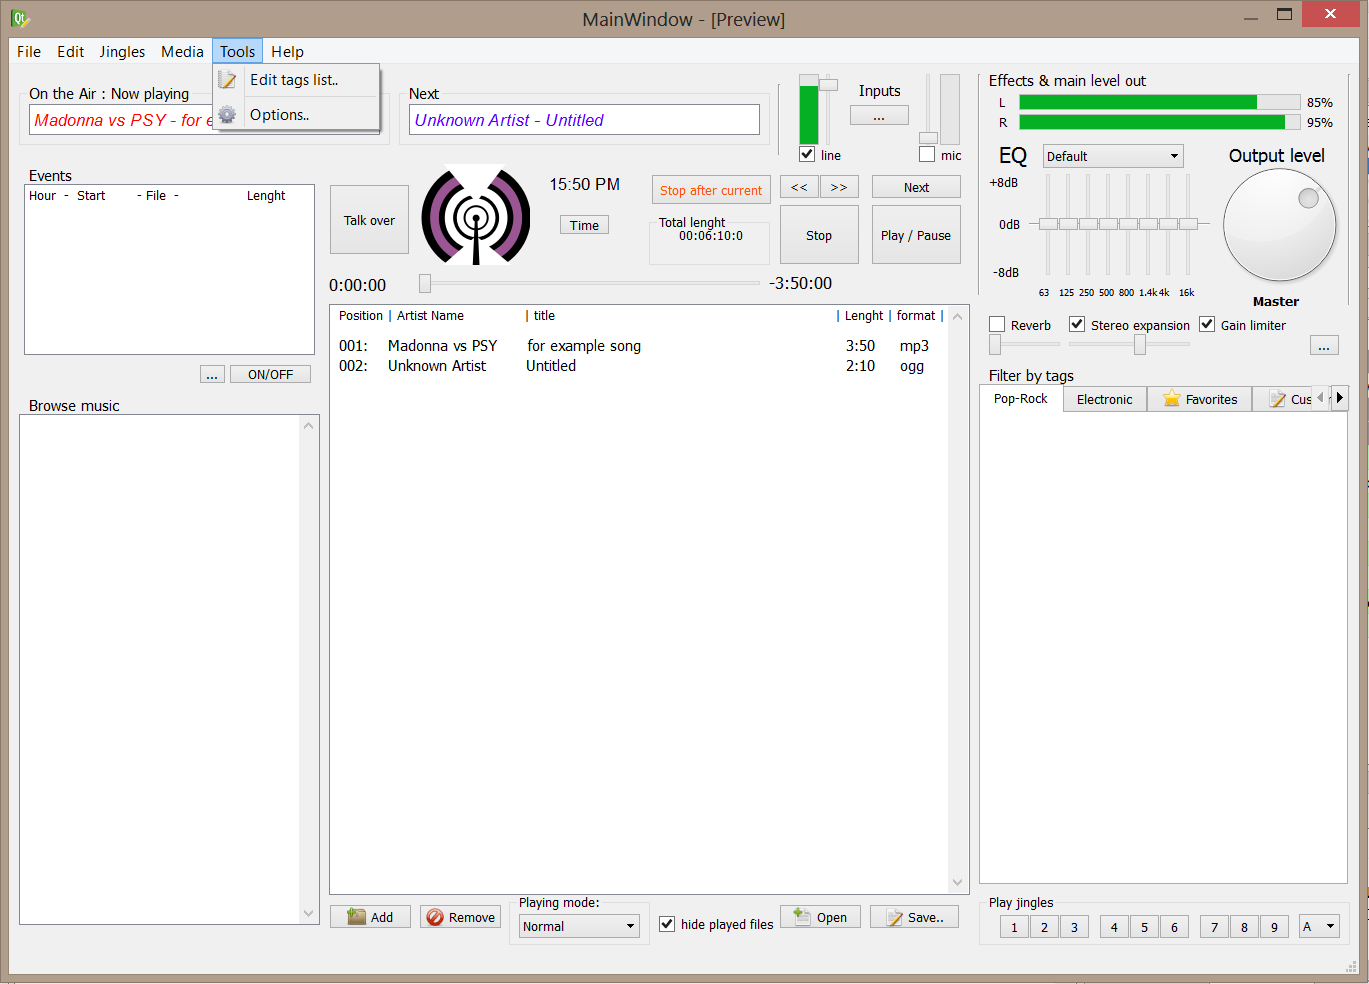 MainWindow - [Preview]
File Edit Jingles Media Tools Help
Edit tags list..
Options..
On the Air : Now playing
Madonna vs PSY - for e
Next
Unknown Artist - Untitled
line
Inputs
...
mic
Effects & main level out
L 85%
R 95%
EQ Default
+8dB
0dB
-8dB
63 125 250 500 800 1.4k 4k 16k
Output level
Master
Reverb
Stereo expansion
Gain limiter
...
Events
Hour - Start - File - Lenght
... ON/OFF
Talk over
15:50 PM
Time
Stop after current
Total lenght
00:06:10:0
<< >> Next
Stop
Play / Pause
0:00:00
-3:50:00
Position | Artist Name | title | Lenght | format |
001: Madonna vs PSY for example song 3:50 mp3
002: Unknown Artist Untitled 2:10 ogg
Browse music
Filter by tags
Pop-Rock Electronic Favorites
Add
Remove
Playing mode:
Normal
hide played files
Open
Save..
Play jingles
1 2 3 4 5 6 7 8 9 A